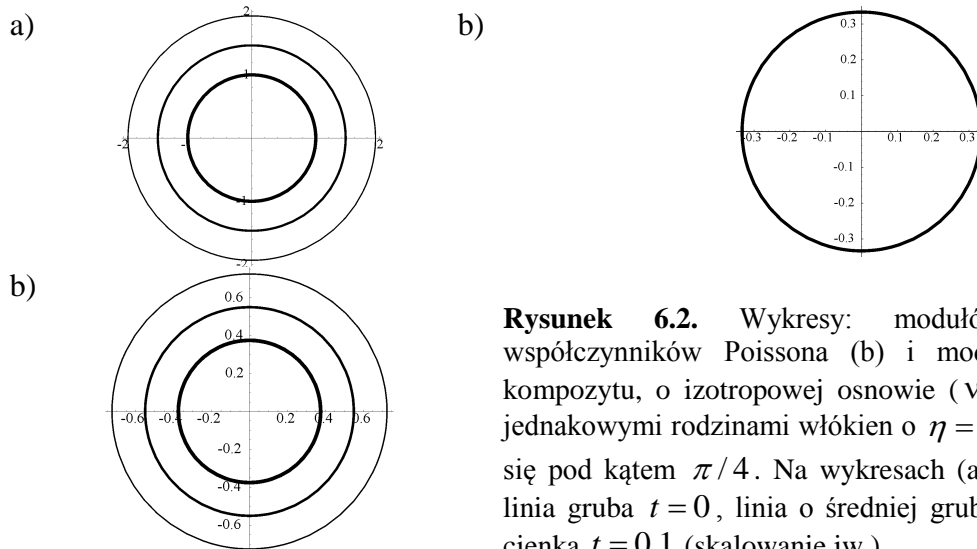 a)
b)
2
1
-2
-1
1
2
-1
-2
0.3
0.2
0.1
-0.3 -0.2 -0.1 0.1 0.2 0.3
-0.1
-0.2
-0.3
b)
0.6
0.4
0.2
-0.6 -0.4 -0.2 0.2 0.4 0.6
-0.2
-0.4
-0.6
Rysunek 6.2. Wykresy:
współczynników Poissona (b) i
kompozytu, o izotropowej osnowie (
jednakowymi rodzinami włókien o η =
się pod kątem π / 4. Na wykresach
linia gruba t = 0, linia o średniej
cienka t = 0.1 (skalowanie jw.)